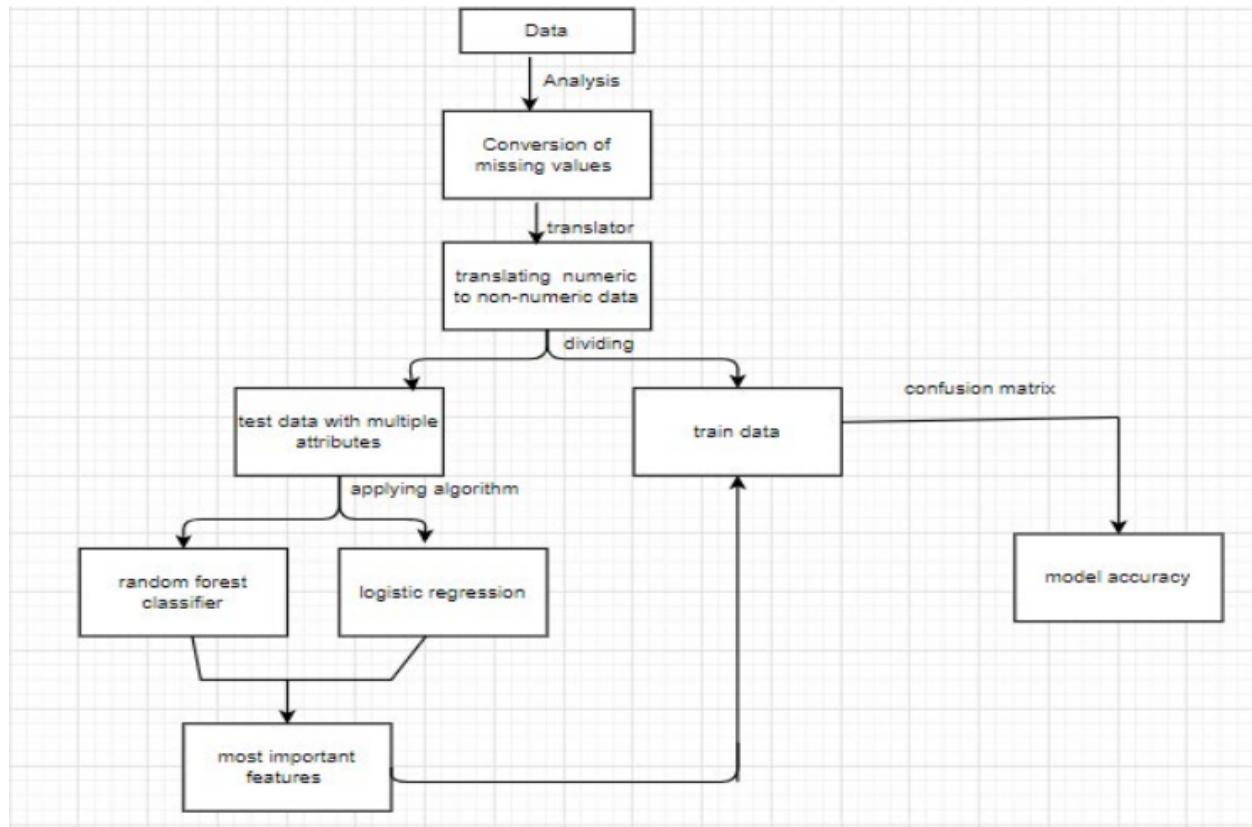 Data
Analysis
Conversion of
missing values
translator
translating numeric
to non-numeric data
dividing
test data with multiple
attributes
train data
confusion matrix
applying algorithm
random forest
classifier
logistic regression
model accuracy
most important
features